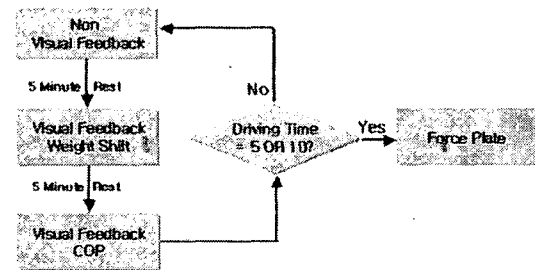 Non
Visual Feedback
5 Minute Rest
Visual Feedback
Weight Shift
5 Minute Rest
Visual Feedback
COP
No
Driving Time
= 5 OR 10?
Yes
Force Plate